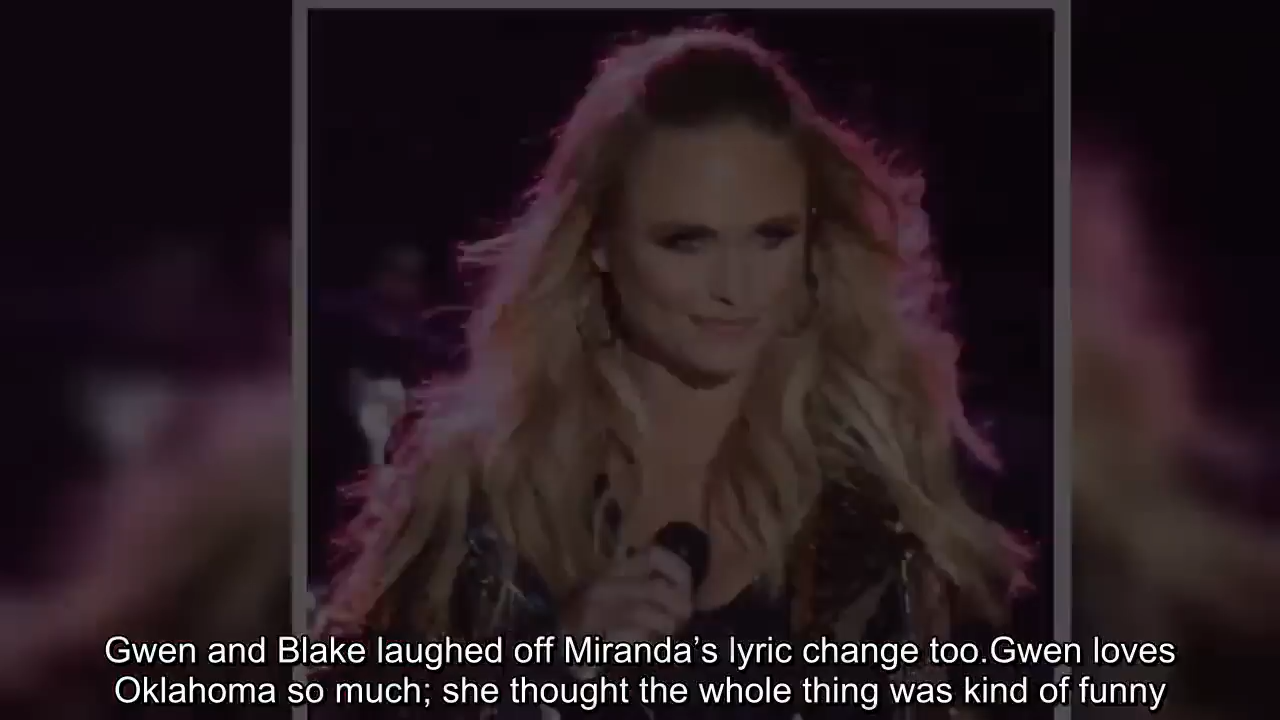 Gwen and Blake laughed off Miranda’s lyric change too.Gwen loves
Oklahoma so much; she thought the whole thing was kind of funny